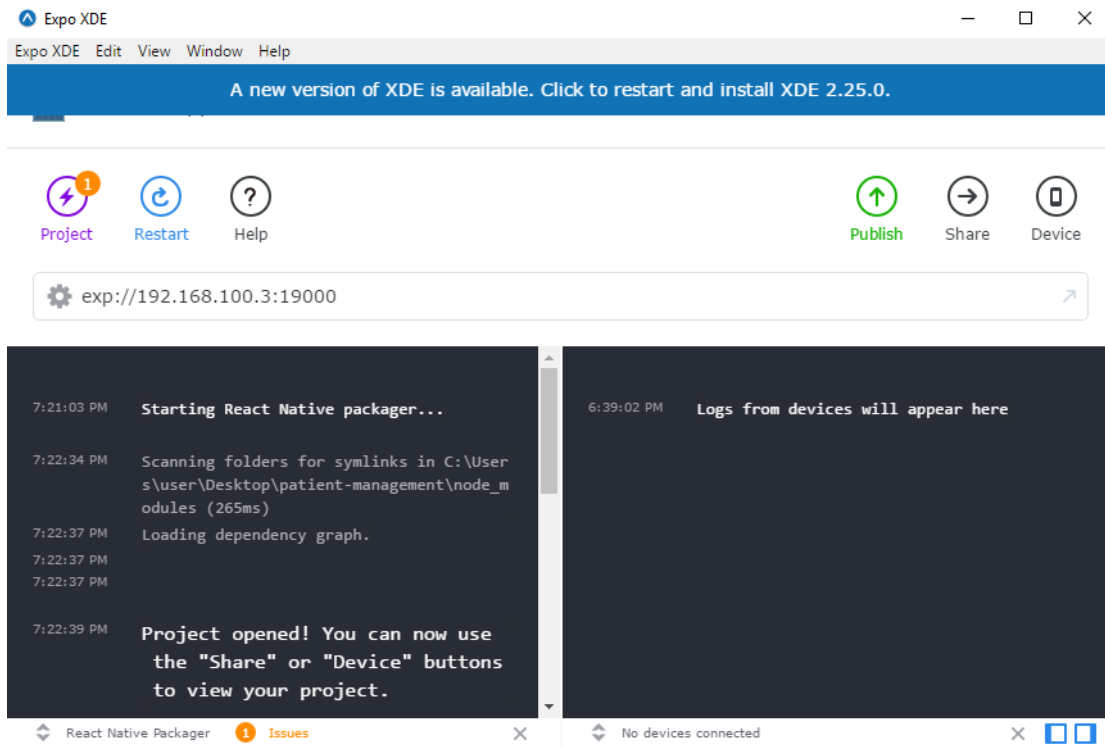 Expo XDE
Expo XDE Edit View Window Help
A new version of XDE is available. Click to restart and install XDE 2.25.0.
1
Project Restart Help Publish Share Device
exp://192.168.100.3:19000
7:21:03 PM Starting React Native packager...
7:22:34 PM Scanning folders for symlinks in C:\User
s\user\Desktop\patient-management\node_m
odules (265ms)
7:22:37 PM Loading dependency graph.
7:22:37 PM
7:22:37 PM
7:22:39 PM Project opened! You can now use
the "Share" or "Device" buttons
to view your project.
6:39:02 PM Logs from devices will appear here
React Native Packager 1 Issues
No devices connected